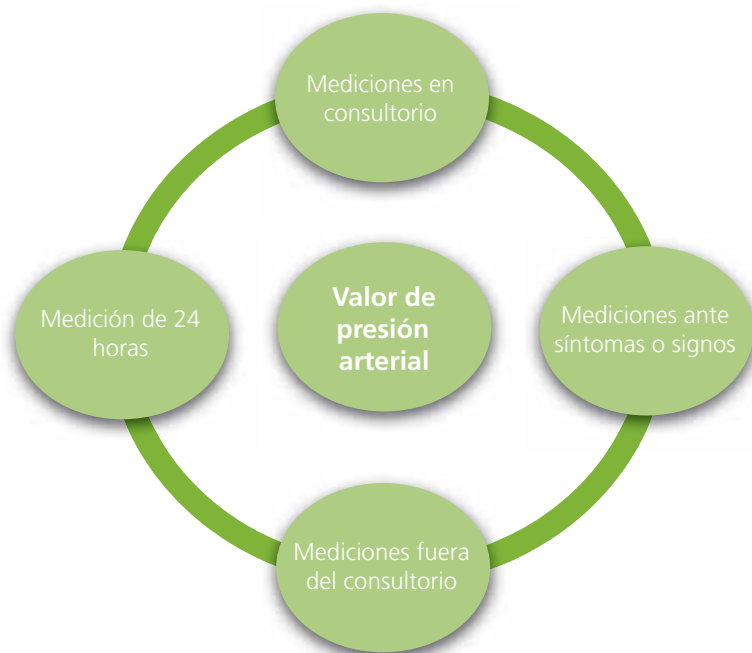 Mediciones en
consultorio
Medición de 24
horas
Valor de
presión
arterial
Mediciones ante
síntomas o signos
Mediciones fuera
del consultorio